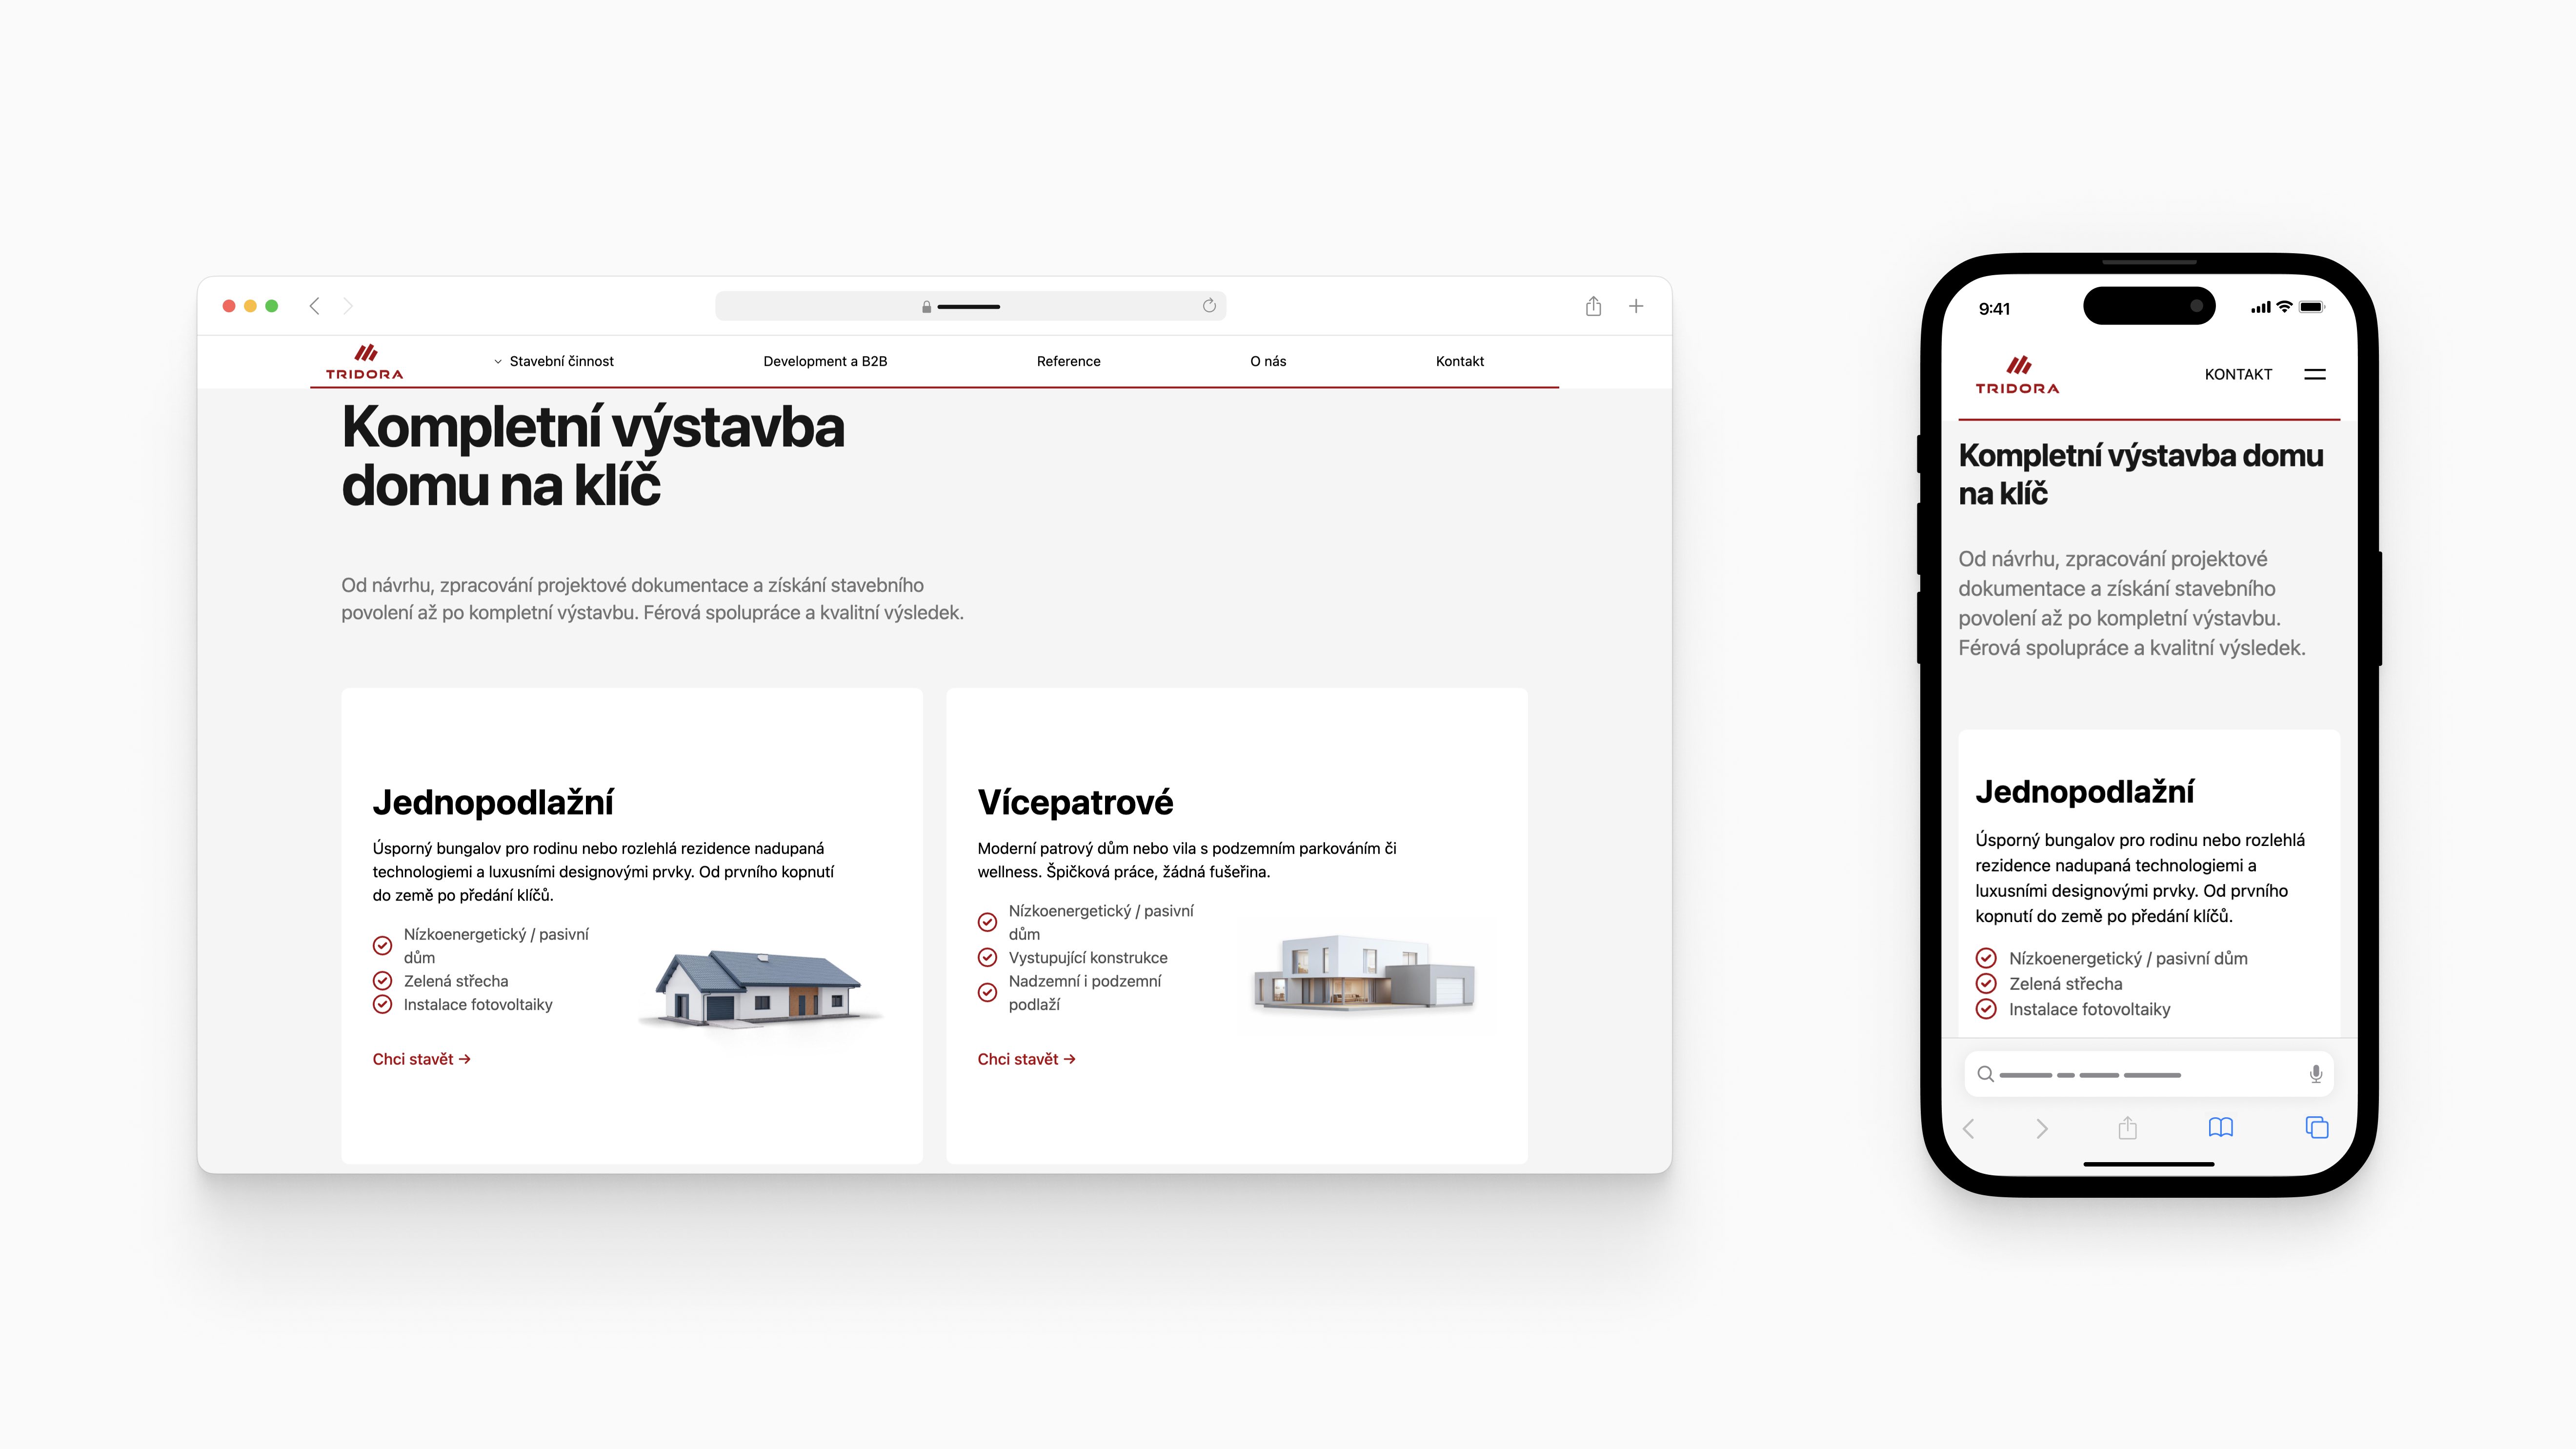 TRIDORA
Stavební činnost
Development a B2B
Reference
O nás
Kontakt
Kompletní výstavba
domu na klíč
Od návrhu, zpracování projektové dokumentace a získání stavebního
povolení až po kompletní výstavbu. Férová spolupráce a kvalitní výsledek.
Jednopodlažní
Úsporný bungalov pro rodinu nebo rozlehlá rezidence nadupaná
technologiemi a luxusními designovými prvky. Od prvního kopnutí
do země po předání klíčů.
Nízkoenergetický / pasivní
dům
Zelená střecha
Instalace fotovoltaiky
Chci stavět →
Vícepatrové
Moderní patrový dům nebo vila s podzemním parkováním či
wellness. Špičková práce, žádná fušeřina.
Nízkoenergetický / pasivní
dům
Vystupující konstrukce
Nadzemní i podzemní
podlaží
Chci stavět →
9:41
TRIDORA
KONTAKT
Kompletní výstavba domu
na klíč
Od návrhu, zpracování projektové
dokumentace a získání stavebního
povolení až po kompletní výstavbu.
Férová spolupráce a kvalitní výsledek.
Jednopodlažní
Úsporný bungalov pro rodinu nebo rozlehlá
rezidence nadupaná technologiemi a
luxusními designovými prvky. Od prvního
kopnutí do země po předání klíčů.
Nízkoenergetický / pasivní dům
Zelená střecha
Instalace fotovoltaiky